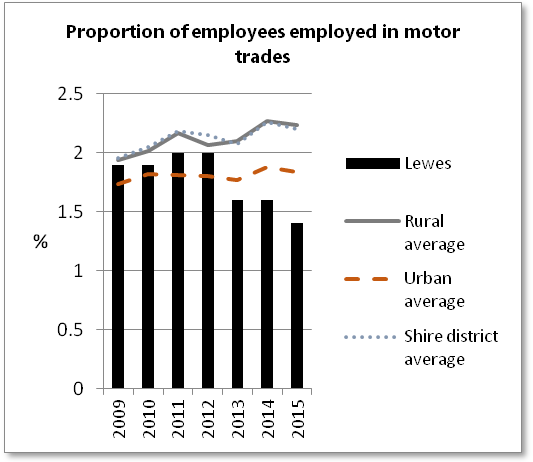 Proportion of employees employed in motor
trades
2.5
2
1.5
1
0.5
0
%
2009
2010
2011
2012
2013
2014
2015
Lewes
Rural
average
Urban
average
Shire district
average